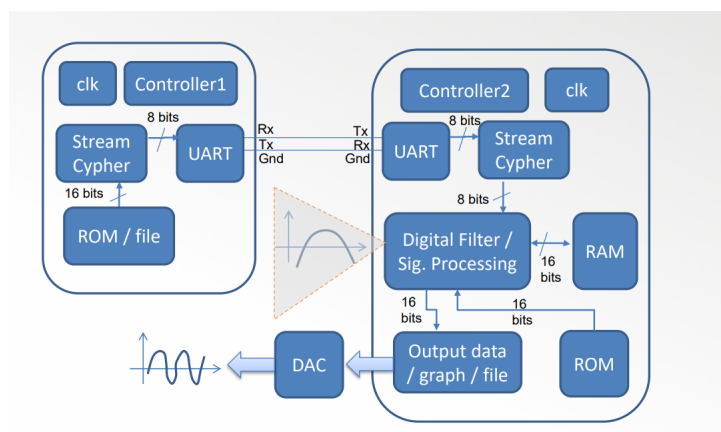 clk
Controller1
8 bits
Stream
Cypher
UART
16 bits
ROM / file
Rx
Tx
Gnd
Tx
Rx
Gnd
Controller2
clk
UART
8 bits
Stream
Cypher
8 bits
Digital Filter /
Sig. Processing
16
bits
RAM
16
bits
16
bits
Output data
/ graph / file
ROM
DAC